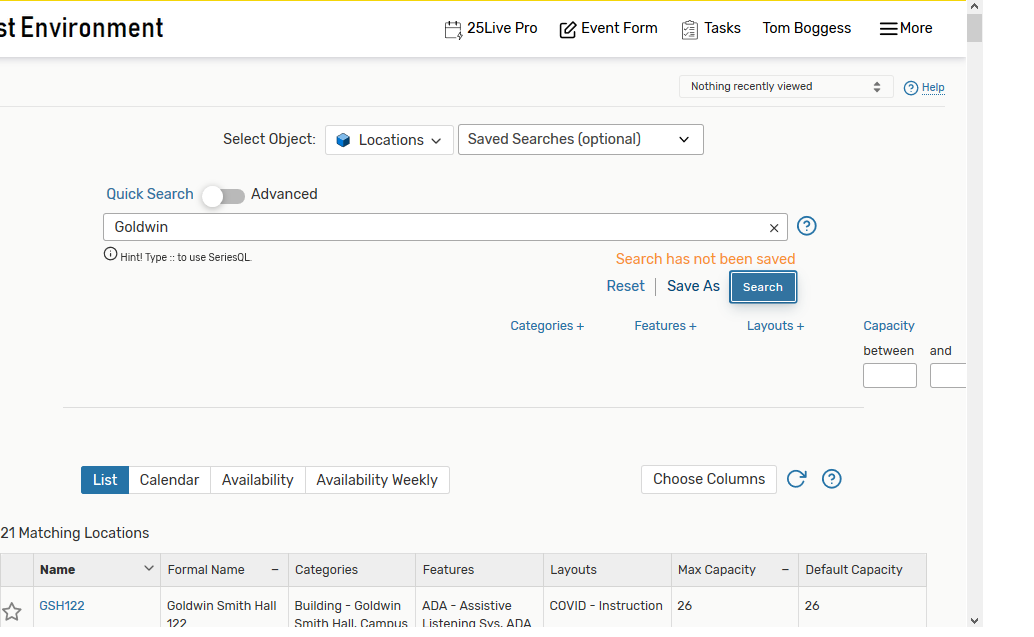 st Environment
25Live Pro Event Form Tasks Tom Boggess More
Nothing recently viewed Help
Select Object: Locations Saved Searches (optional)
Quick Search Advanced
Goldwin
Hint! Type :: to use SeriesQL.
Search has not been saved
Reset Save As Search
Categories + Features + Layouts + Capacity
between and
List Calendar Availability Availability Weekly Choose Columns
21 Matching Locations
Name Formal Name – Categories Features Layouts Max Capacity – Default Capacity
GSH122 Goldwin Smith Hall Building - Goldwin ADA - Assistive COVID - Instruction 26 26
122 Smith Hall, Campus Listening Sys, ADA